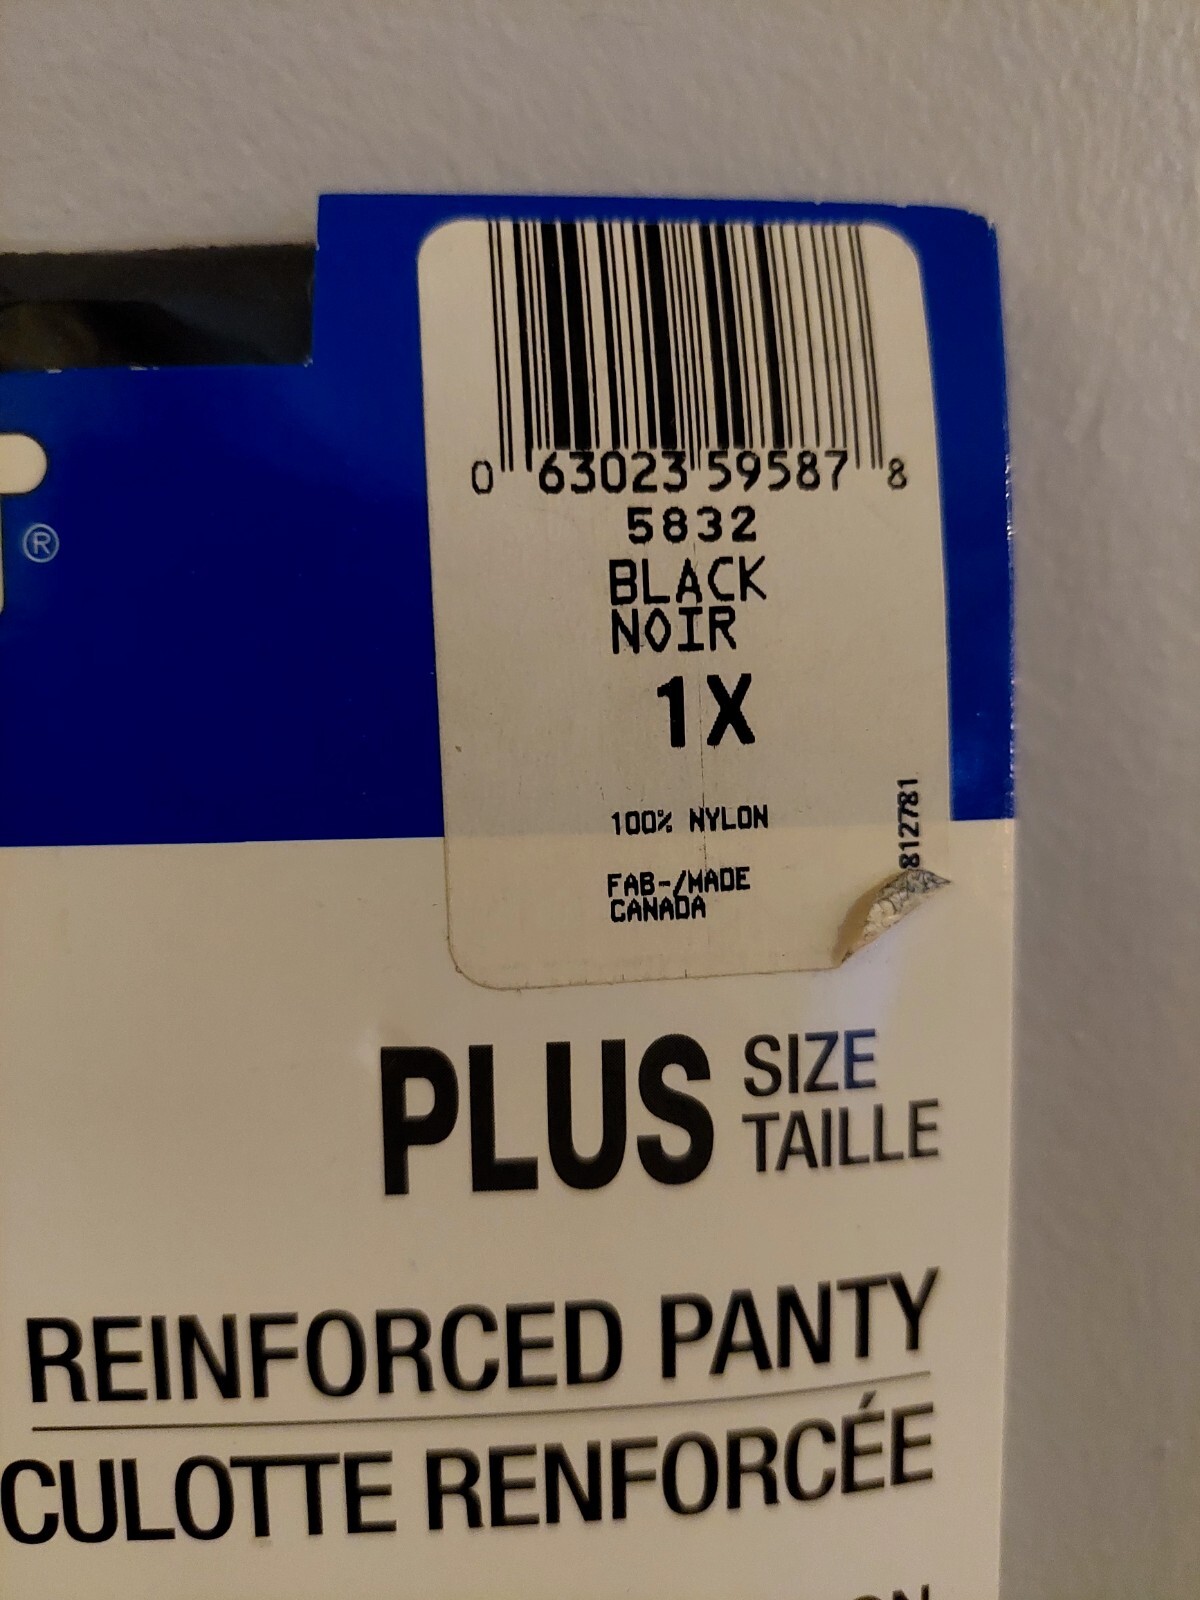 ®
0 63023 59587 8
5832
BLACK
NOIR
1X
100% NYLON
812781
FAB-/MADE
CANADA
PLUS SIZE
TAILLE
REINFORCED PANTY
CULOTTE RENFORCÉE